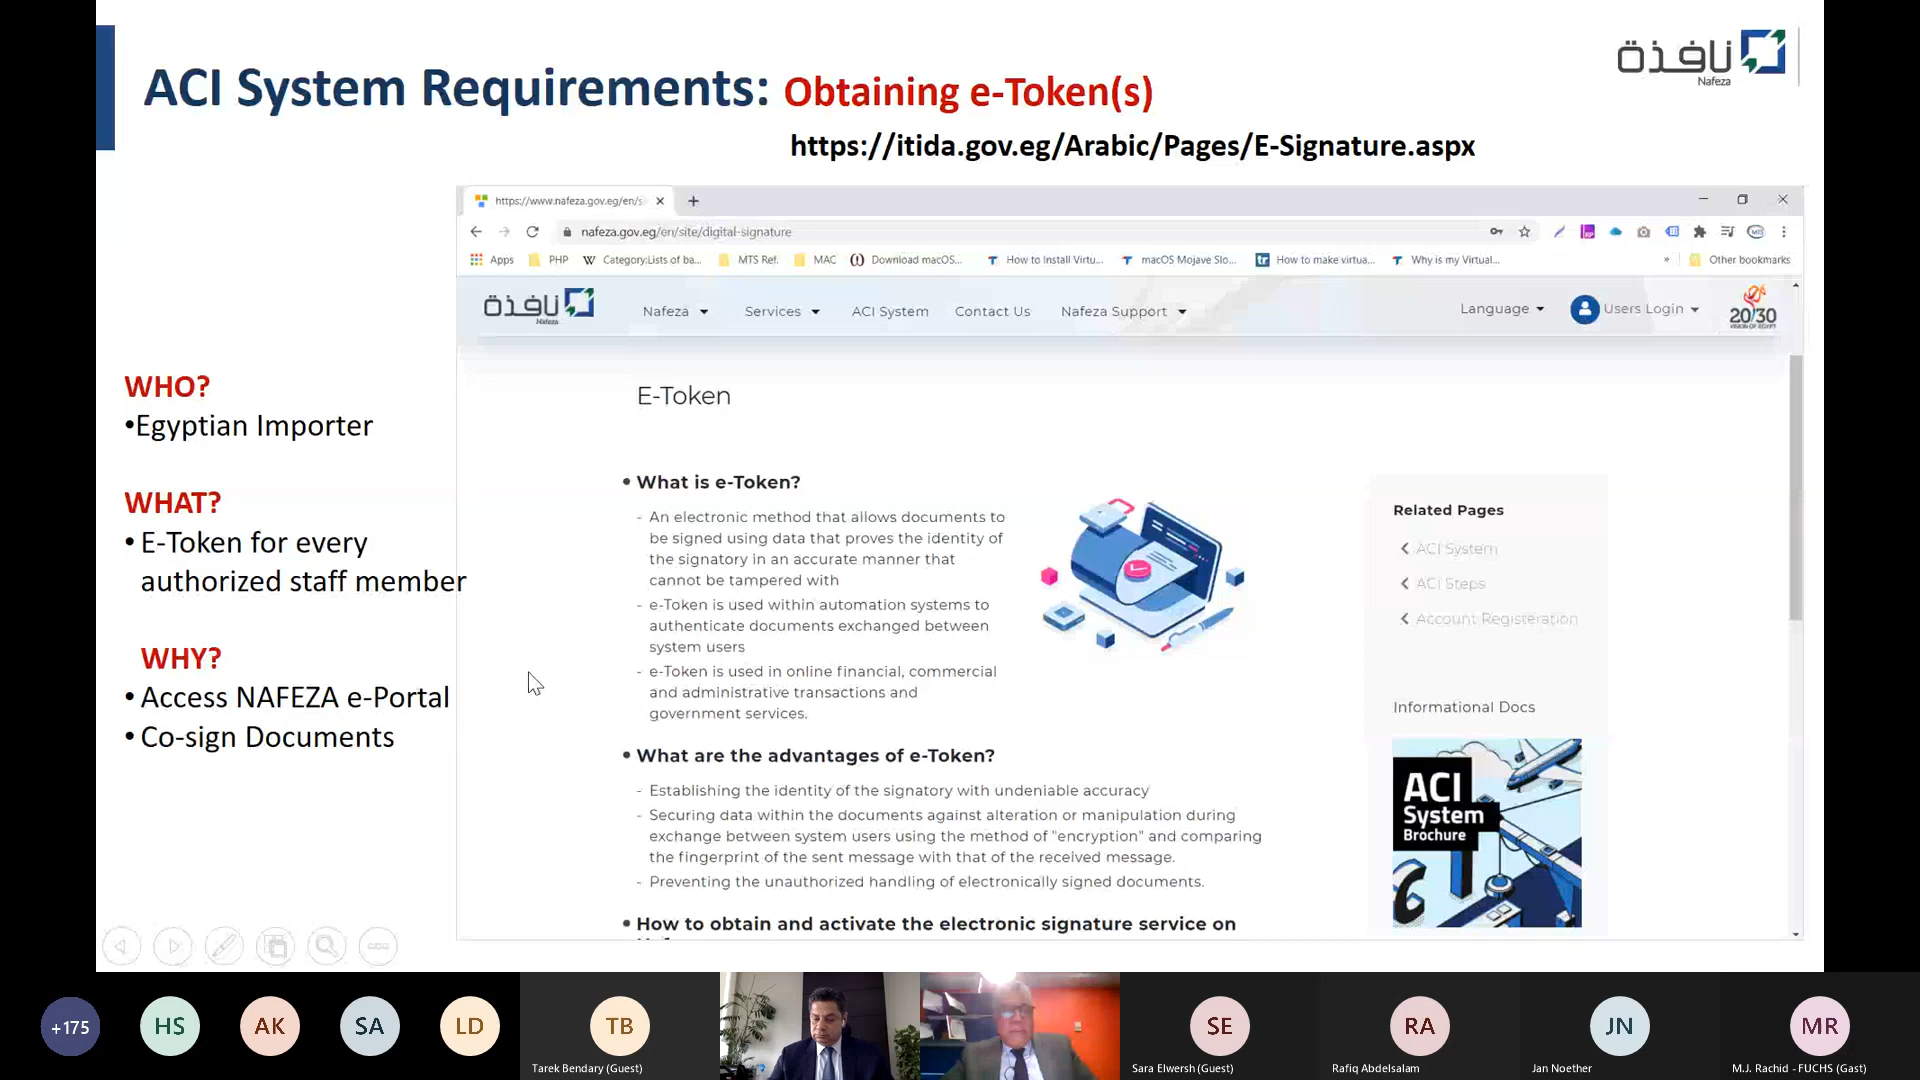 ACI System Requirements: Obtaining e-Token(s)
نافذة
Nafeza
https://itida.gov.eg/Arabic/Pages/E-Signature.aspx
WHO?
•Egyptian Importer
WHAT?
• E-Token for every
authorized staff member
WHY?
• Access NAFEZA e-Portal
• Co-sign Documents
https://www.nafeza.gov.eg/en/s
nafeza.gov.eg/en/site/digital-signature
Apps PHP Category:Lists of ba... MTS Ref. MAC Download macOS... How to Install Virtu... macOS Mojave Slo... How to make virtua... Why is my Virtual... » Other bookmarks
نافذة
Nafeza
Nafeza Services ACI System Contact Us Nafeza Support Language Users Login
20/30
VISION OF EGYPT
E-Token
• What is e-Token?
- An electronic method that allows documents to
be signed using data that proves the identity of
the signatory in an accurate manner that
cannot be tampered with
- e-Token is used within automation systems to
authenticate documents exchanged between
system users
- e-Token is used in online financial, commercial
and administrative transactions and
government services.
• What are the advantages of e-Token?
- Establishing the identity of the signatory with undeniable accuracy
- Securing data within the documents against alteration or manipulation during
exchange between system users using the method of "encryption" and comparing
the fingerprint of the sent message with that of the received message.
- Preventing the unauthorized handling of electronically signed documents.
• How to obtain and activate the electronic signature service on
Related Pages
ACI System
ACI Steps
Account Registeration
Informational Docs
ACI
System
Brochure
+175
HS
AK
SA
LD
TB
Tarek Bendary (Guest)
SE
Sara Elwersh (Guest)
RA
Rafiq Abdelsalam
JN
Jan Noether
MR
M.J. Rachid - FUCHS (Gast)